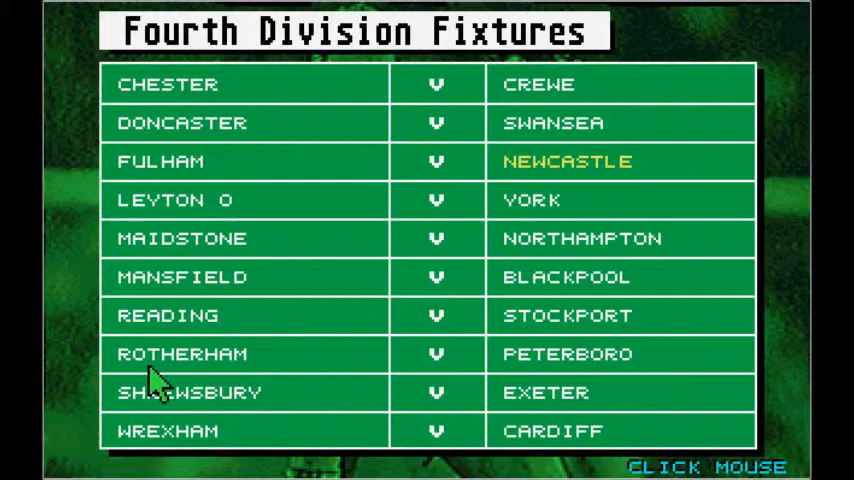 Fourth Division Fixtures
CHESTER V CREWE
DONCASTER V SWANSEA
FULHAM V NEWCASTLE
LEYTON O V YORK
MAIDSTONE V NORTHAMPTON
MANSFIELD V BLACKPOOL
READING V STOCKPORT
ROTHERHAM V PETERBORO
SHREWSBURY V EXETER
WREXHAM V CARDIFF
CLICK MOUSE